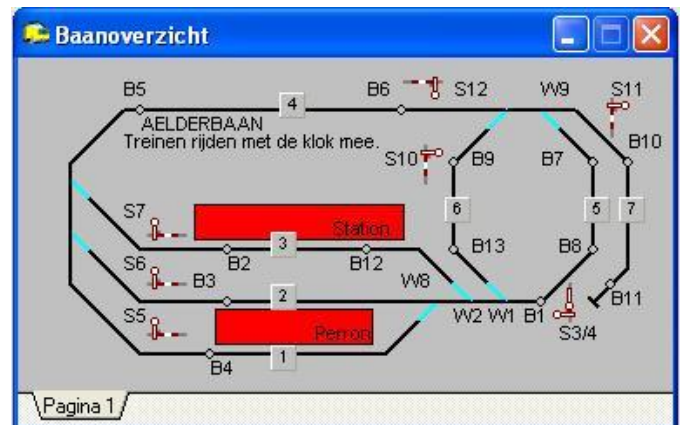 Baanoverzicht
B5 4 B6 S12 W9 S11
AELDERBAAN
Treinen rijden met de klok mee.
S10 B9 B7 B10
S7 Station 6 5 7
3
B2 B12 B13 B8
S6 B3 2 W8 B11
S5 Perron W2 W1 B1 S3/4
B4 1
Pagina 1